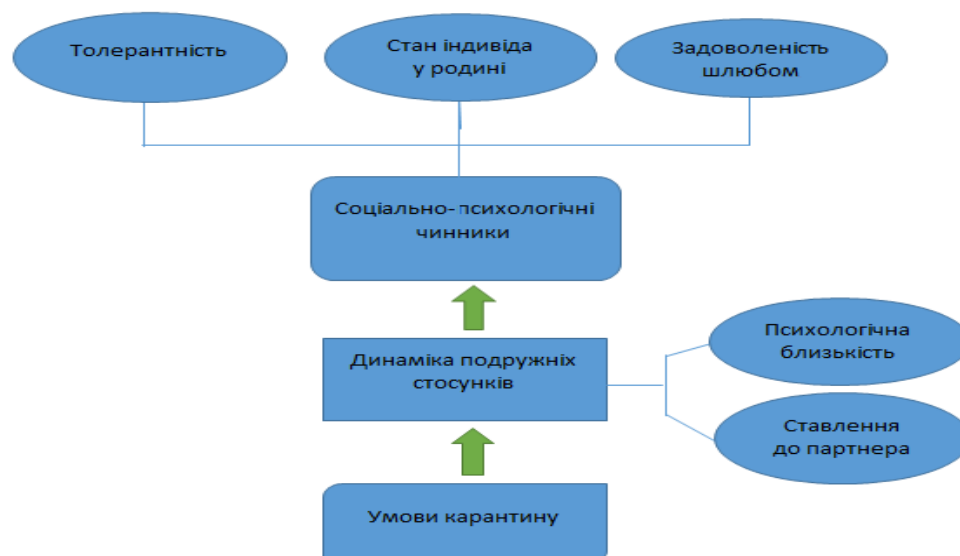 Толерантність
Стан індивіда
у родині
Задоволеність
шлюбом
Соціально-психологічні
чинники
Динаміка подружніх
стосунків
Психологічна
близькість
Ставлення
до партнера
Умови карантину